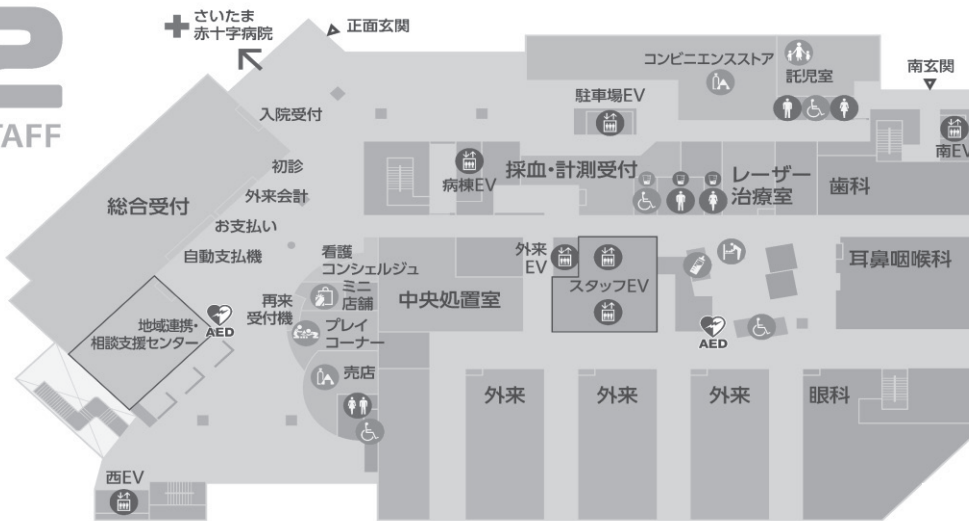 2
TAFF
さいたま
赤十字病院
正面玄関
入院受付
初診
外来会計
お支払い
自動支払機
総合受付
地域連携・
相談支援センター
AED
再来
受付機
看護
コンシェルジュ
ミニ
店舗
プレイ
コーナー
売店
西EV
病棟EV
採血・計測受付
駐車場EV
コンビニエンスストア
託児室
南玄関
南EV
レーザー
治療室
歯科
中央処置室
外来
EV
スタッフEV
AED
耳鼻咽喉科
外来
外来
外来
眼科